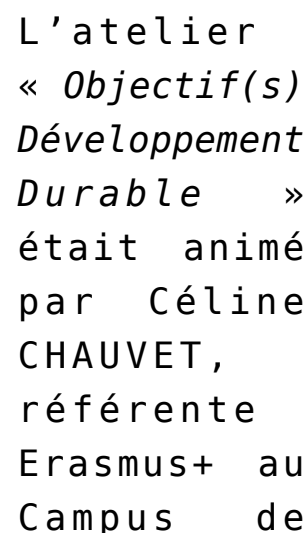 L’atelier
« Objectif(s)
Développement
Durable »
était animé
par Céline
CHAUVET,
référente
Erasmus+ au
Campus de